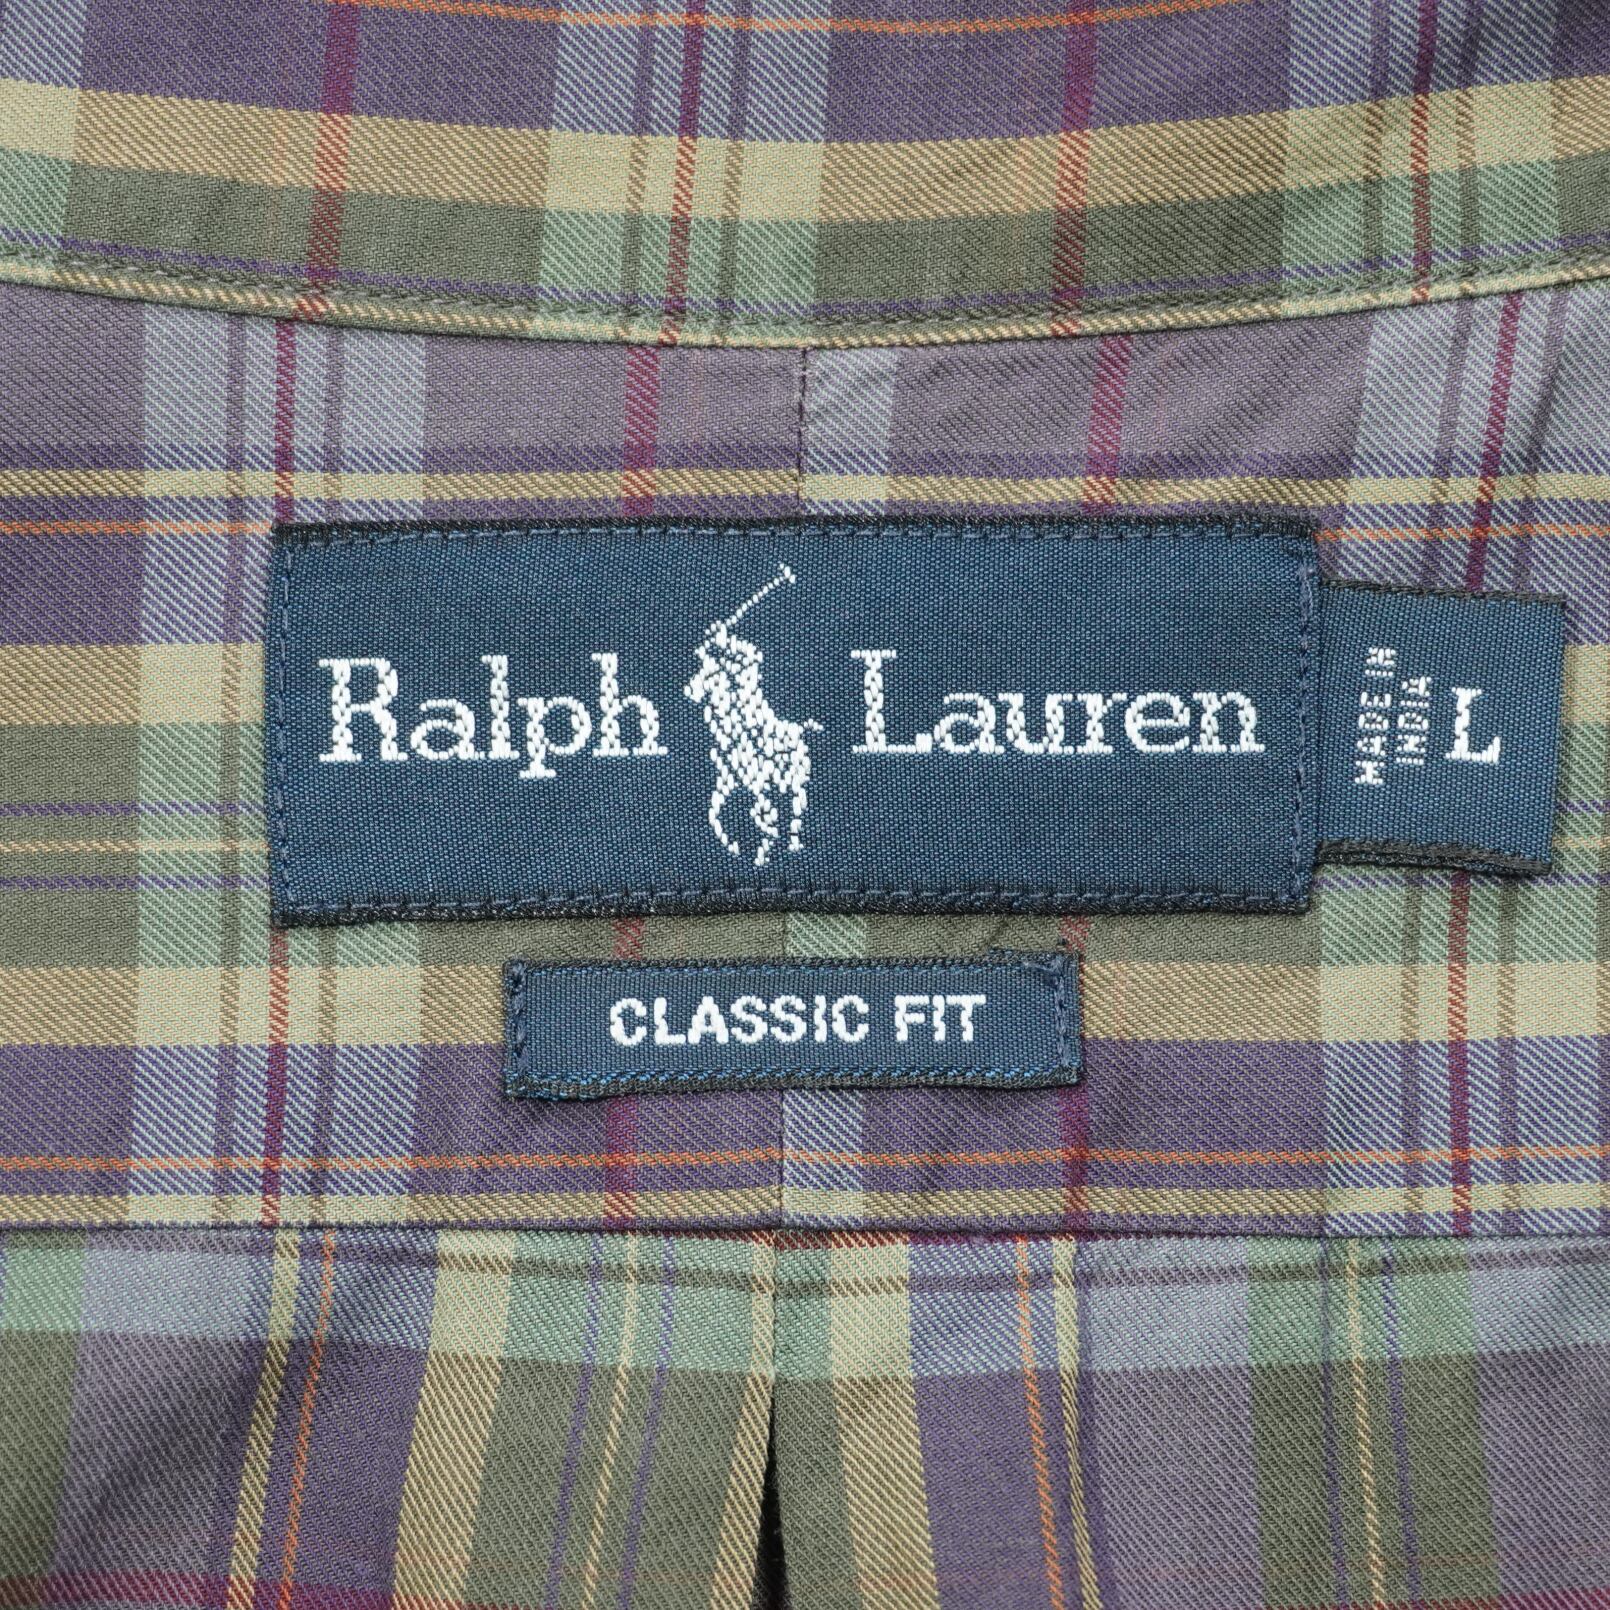 Ralph Lauren
MADE IN
INDIA
L
CLASSIC FIT